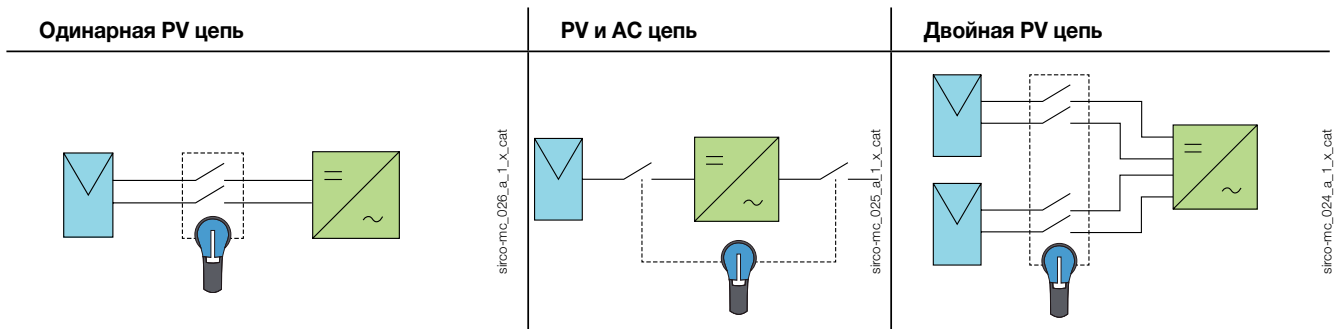 Одинарная PV цепь
PV и AC цепь
Двойная PV цепь
sirco-mc_026_a_1_x_cat
sirco-mc_025_a_1_x_cat
sirco-mc_024_a_1_x_cat